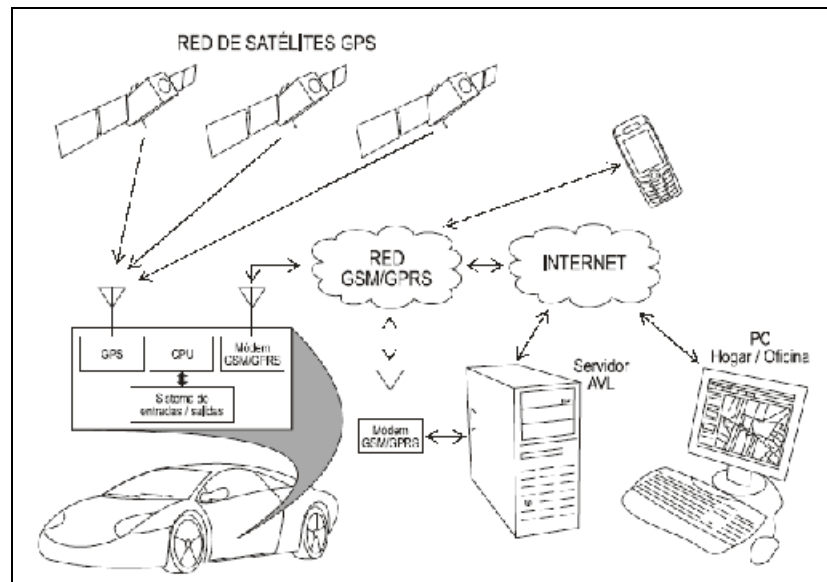 RED DE SATÉLITES GPS
RED
GSM/GPRS
INTERNET
GPS
CPU
Módem
GSM/GPRS
Sistema de
entradas / salidas
PC
Hogar / Oficina
Servidor
AVL
Módem
GSM/GPRS